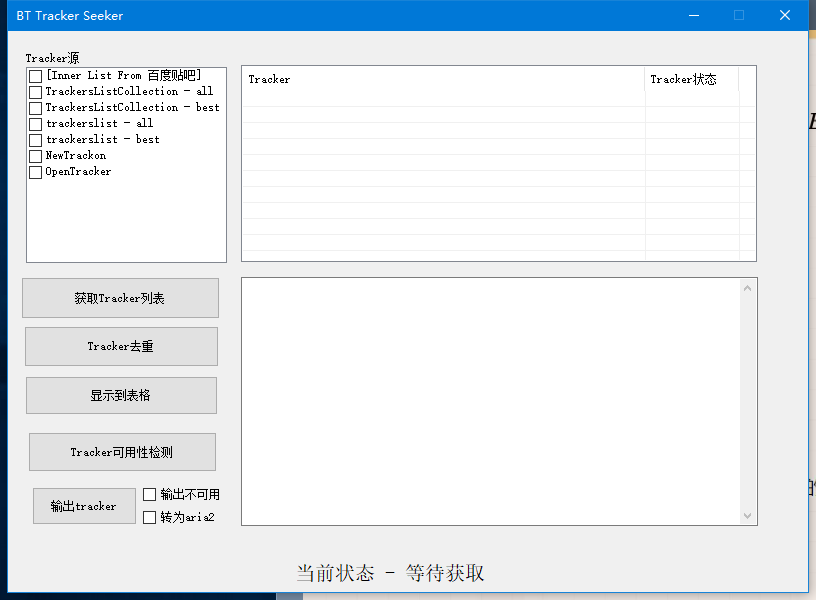 BT Tracker Seeker
Tracker源
[Inner List From 百度贴吧]
TrackersListCollection - all
TrackersListCollection - best
trackerslist - all
trackerslist - best
NewTrackon
OpenTracker
Tracker Tracker状态
获取Tracker列表
Tracker去重
显示到表格
Tracker可用性检测
输出tracker
输出不可用
转为aria2
当前状态 - 等待获取